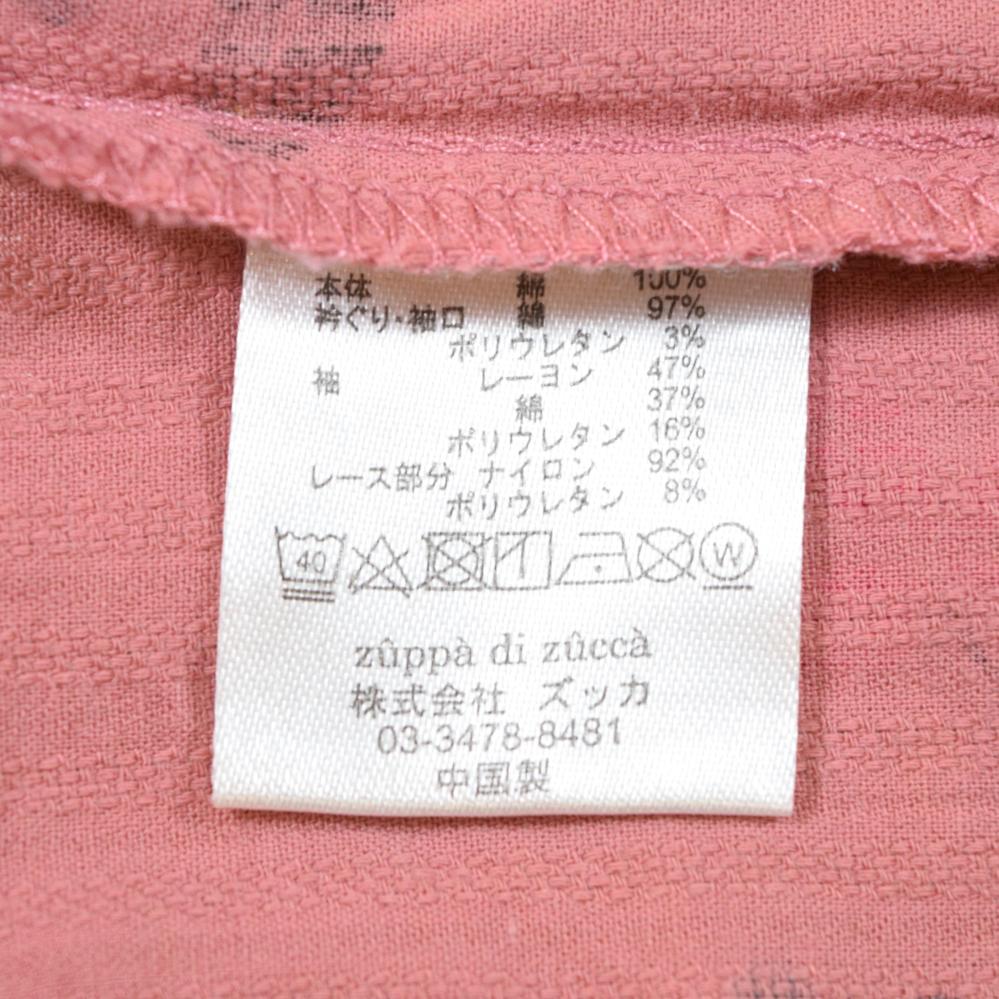 本体 綿 100%
衿ぐり・袖口 綿 97%
ポリウレタン 3%
袖 レーヨン 47%
綿 37%
ポリウレタン 16%
レース部分 ナイロン 92%
ポリウレタン 8%
40 W
zûppà di zûccà
株式会社 ズッカ
03-3478-8481
中国製